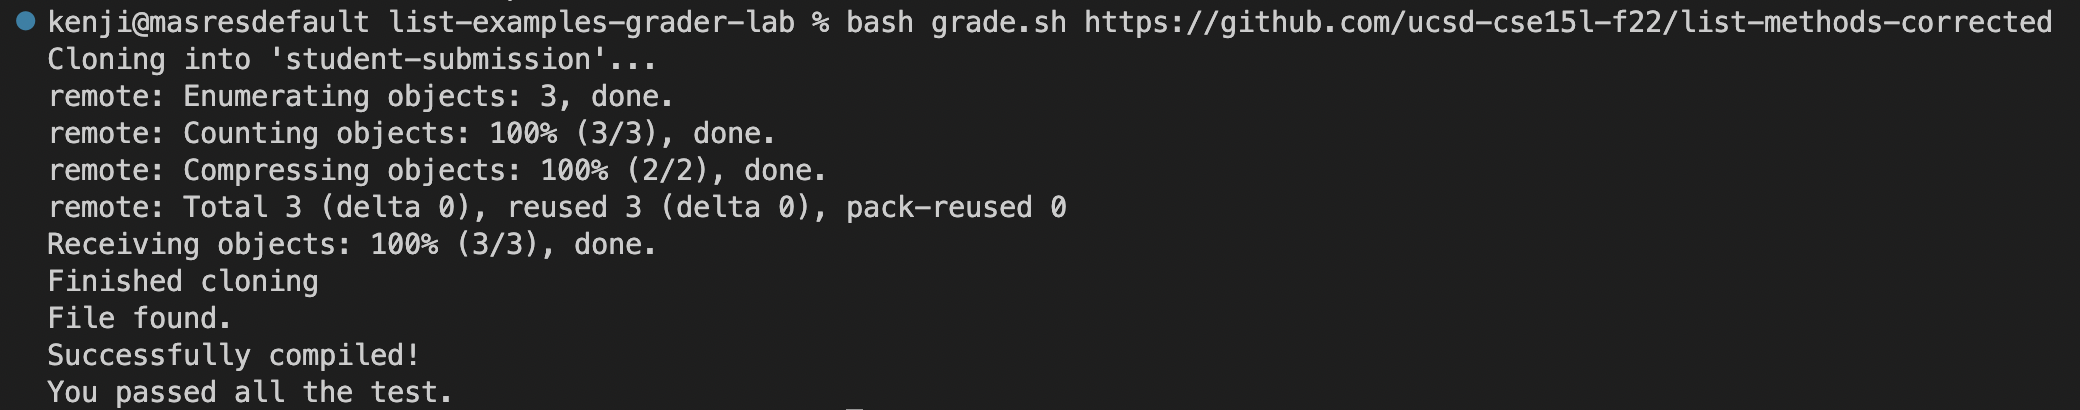 kenji@masresdefault list-examples-grader-lab % bash grade.sh https://github.com/ucsd-cse15l-f22/list-methods-corrected
Cloning into 'student-submission'...
remote: Enumerating objects: 3, done.
remote: Counting objects: 100% (3/3), done.
remote: Compressing objects: 100% (2/2), done.
remote: Total 3 (delta 0), reused 3 (delta 0), pack-reused 0
Receiving objects: 100% (3/3), done.
Finished cloning
File found.
Successfully compiled!
You passed all the test.